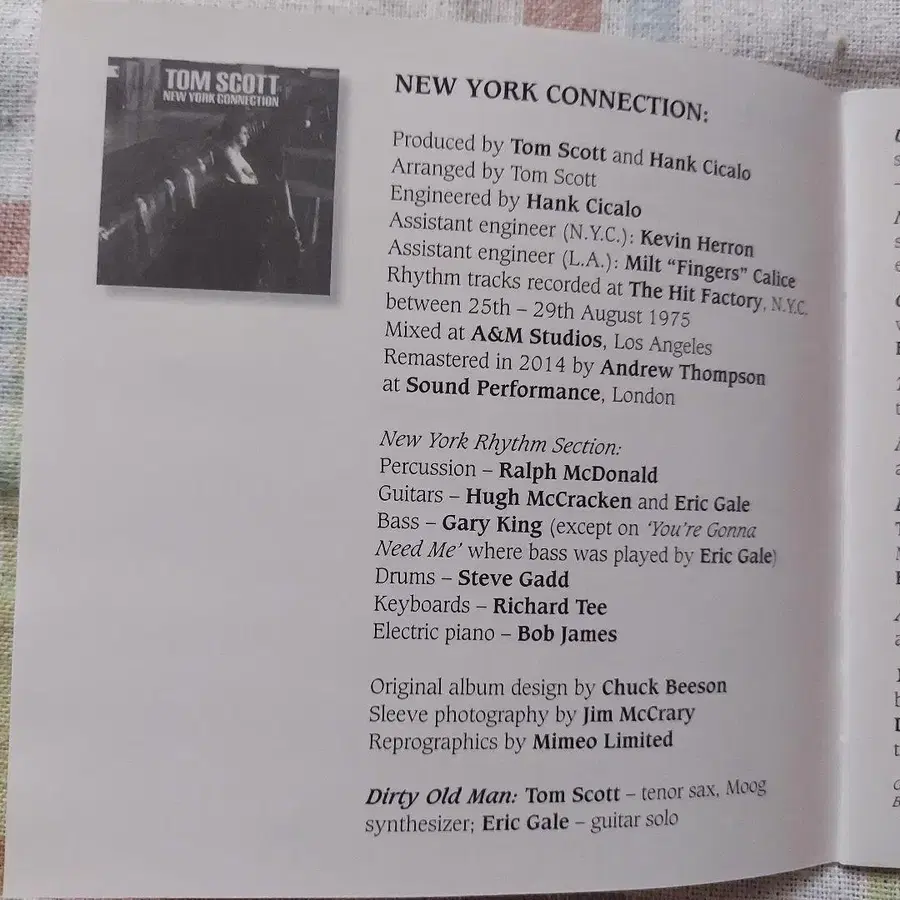 TOM SCOTT
NEW YORK CONNECTION
NEW YORK CONNECTION:
Produced by Tom Scott and Hank Cicalo
Arranged by Tom Scott
Engineered by Hank Cicalo
Assistant engineer (N.Y.C.): Kevin Herron
Assistant engineer (L.A.): Milt “Fingers” Calice
Rhythm tracks recorded at The Hit Factory, N.Y.C.
between 25th – 29th August 1975
Mixed at A&M Studios, Los Angeles
Remastered in 2014 by Andrew Thompson
at Sound Performance, London
New York Rhythm Section:
Percussion – Ralph McDonald
Guitars – Hugh McCracken and Eric Gale
Bass – Gary King (except on ‘You’re Gonna
Need Me’ where bass was played by Eric Gale)
Drums – Steve Gadd
Keyboards – Richard Tee
Electric piano – Bob James
Original album design by Chuck Beeson
Sleeve photography by Jim McCrary
Reprographics by Mimeo Limited
Dirty Old Man: Tom Scott – tenor sax, Moog
synthesizer; Eric Gale – guitar solo